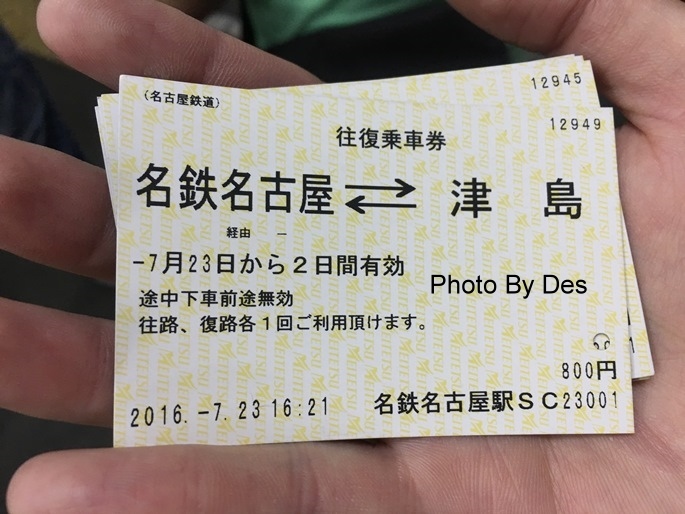 12945
(名古屋鉄道)
12949
往復乗車券
名鉄名古屋⇄津島
経由 ー
-7月23日から2日間有効
Photo By Des
途中下車前途無効
往路、復路各1回ご利用頂けます。
800円
2016.-7.23 16:21 名鉄名古屋駅SC23001